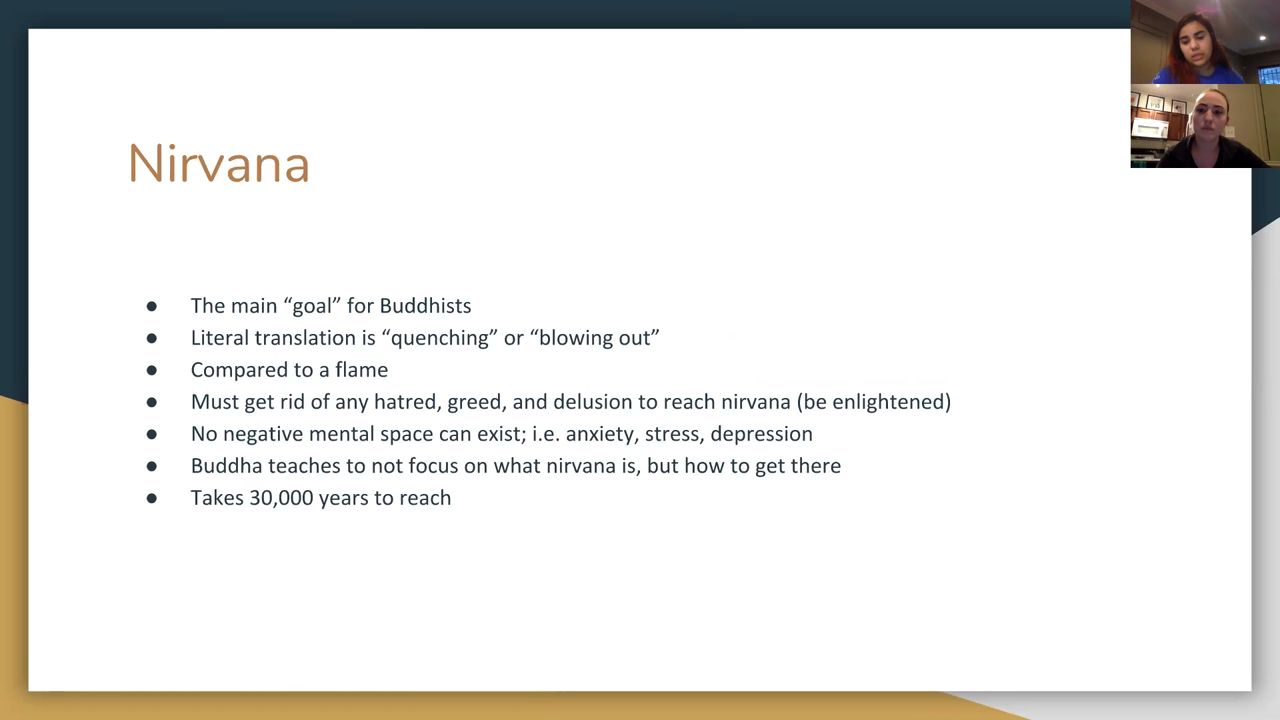 Nirvana
● The main “goal” for Buddhists
● Literal translation is “quenching” or “blowing out”
● Compared to a flame
● Must get rid of any hatred, greed, and delusion to reach nirvana (be enlightened)
● No negative mental space can exist; i.e. anxiety, stress, depression
● Buddha teaches to not focus on what nirvana is, but how to get there
● Takes 30,000 years to reach